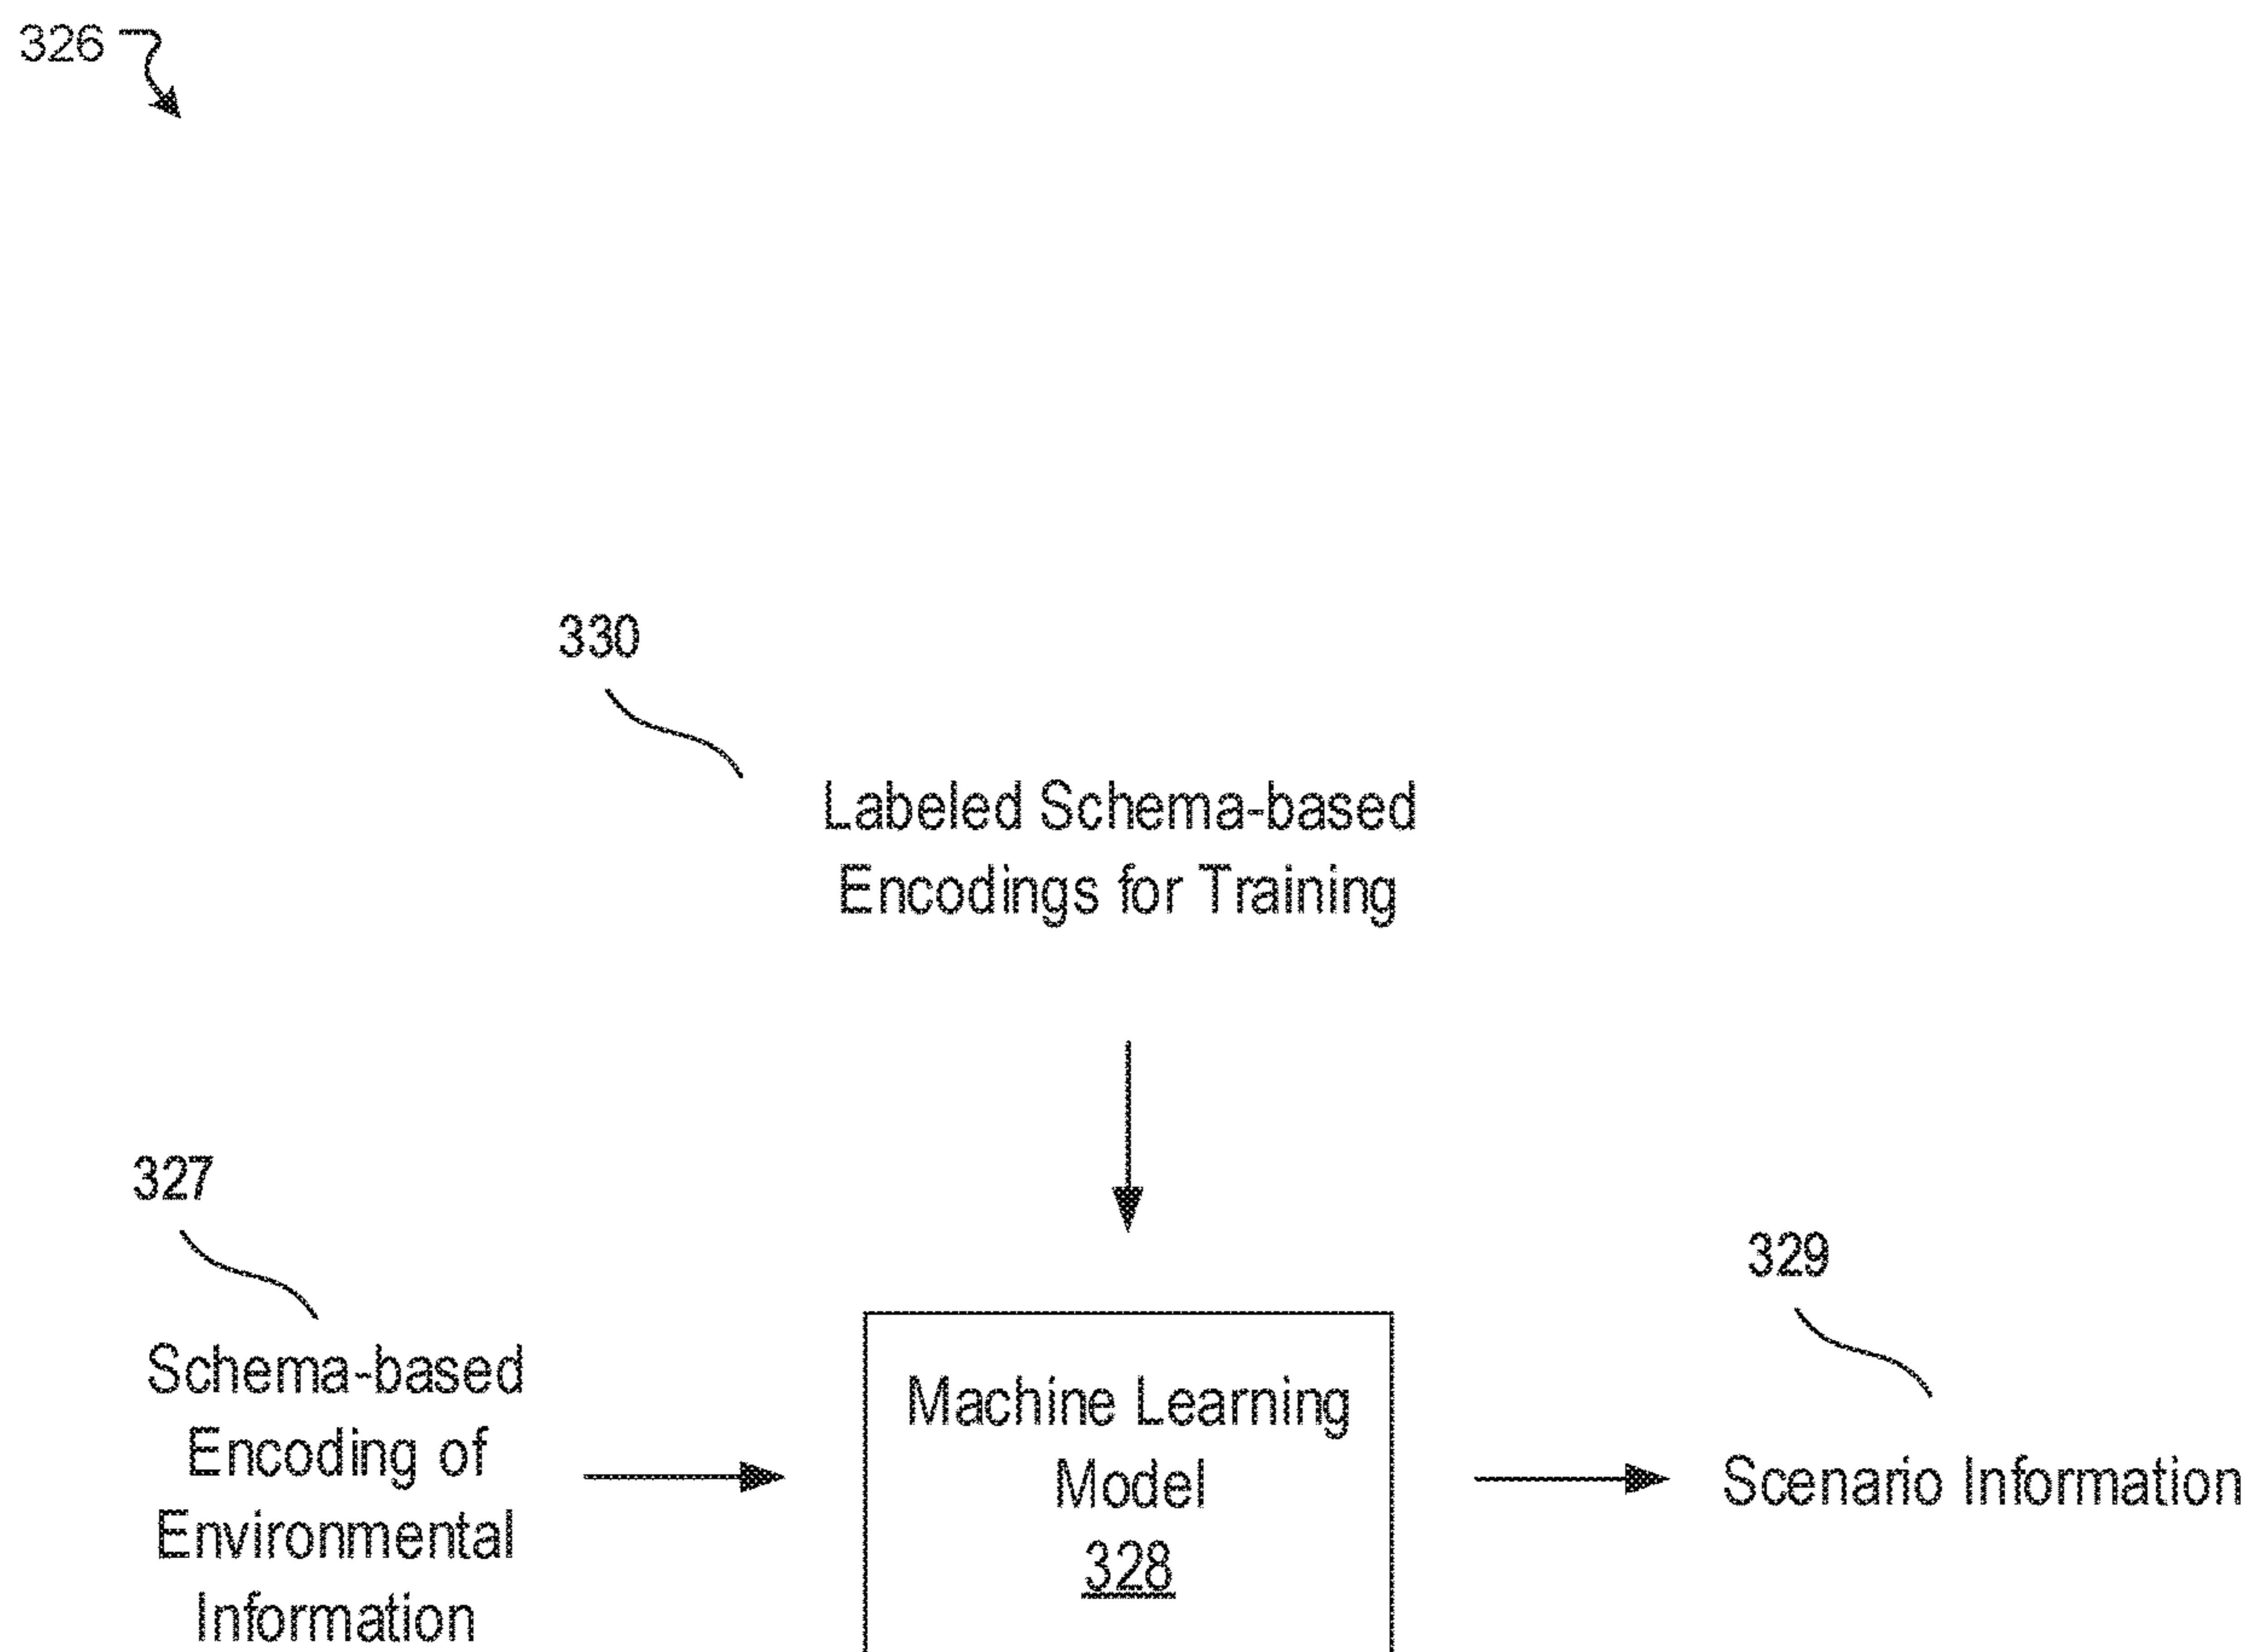 326
330
Labeled Schema-based
Encodings for Training
327
Schema-based
Encoding of
Environmental
Information
Machine Learning
Model
328
329
Scenario Information